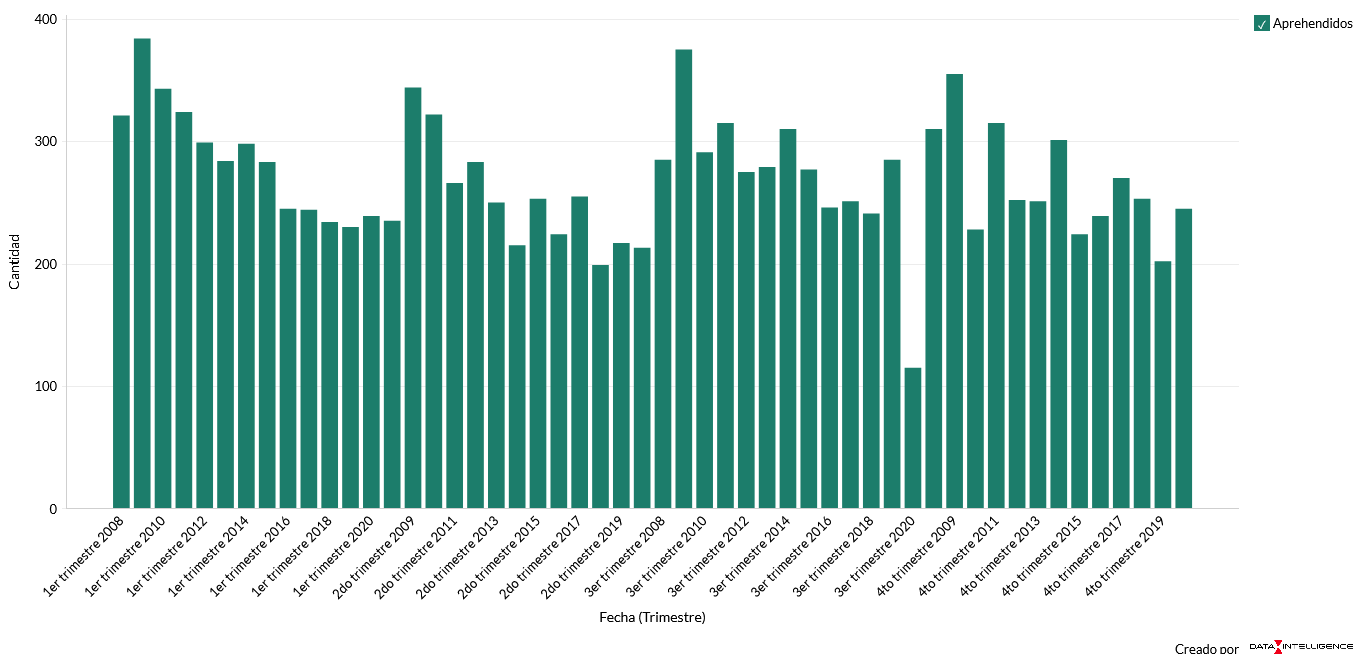 400
300
200
100
0
Cantidad
✓ Aprehendidos
1er trimestre 2008
1er trimestre 2010
1er trimestre 2012
1er trimestre 2014
1er trimestre 2016
1er trimestre 2018
1er trimestre 2020
2do trimestre 2009
2do trimestre 2011
2do trimestre 2013
2do trimestre 2015
2do trimestre 2017
2do trimestre 2019
3er trimestre 2008
3er trimestre 2010
3er trimestre 2012
3er trimestre 2014
3er trimestre 2016
3er trimestre 2018
3er trimestre 2020
4to trimestre 2009
4to trimestre 2011
4to trimestre 2013
4to trimestre 2015
4to trimestre 2017
4to trimestre 2019
Fecha (Trimestre)
Creado por DATA INTELLIGENCE